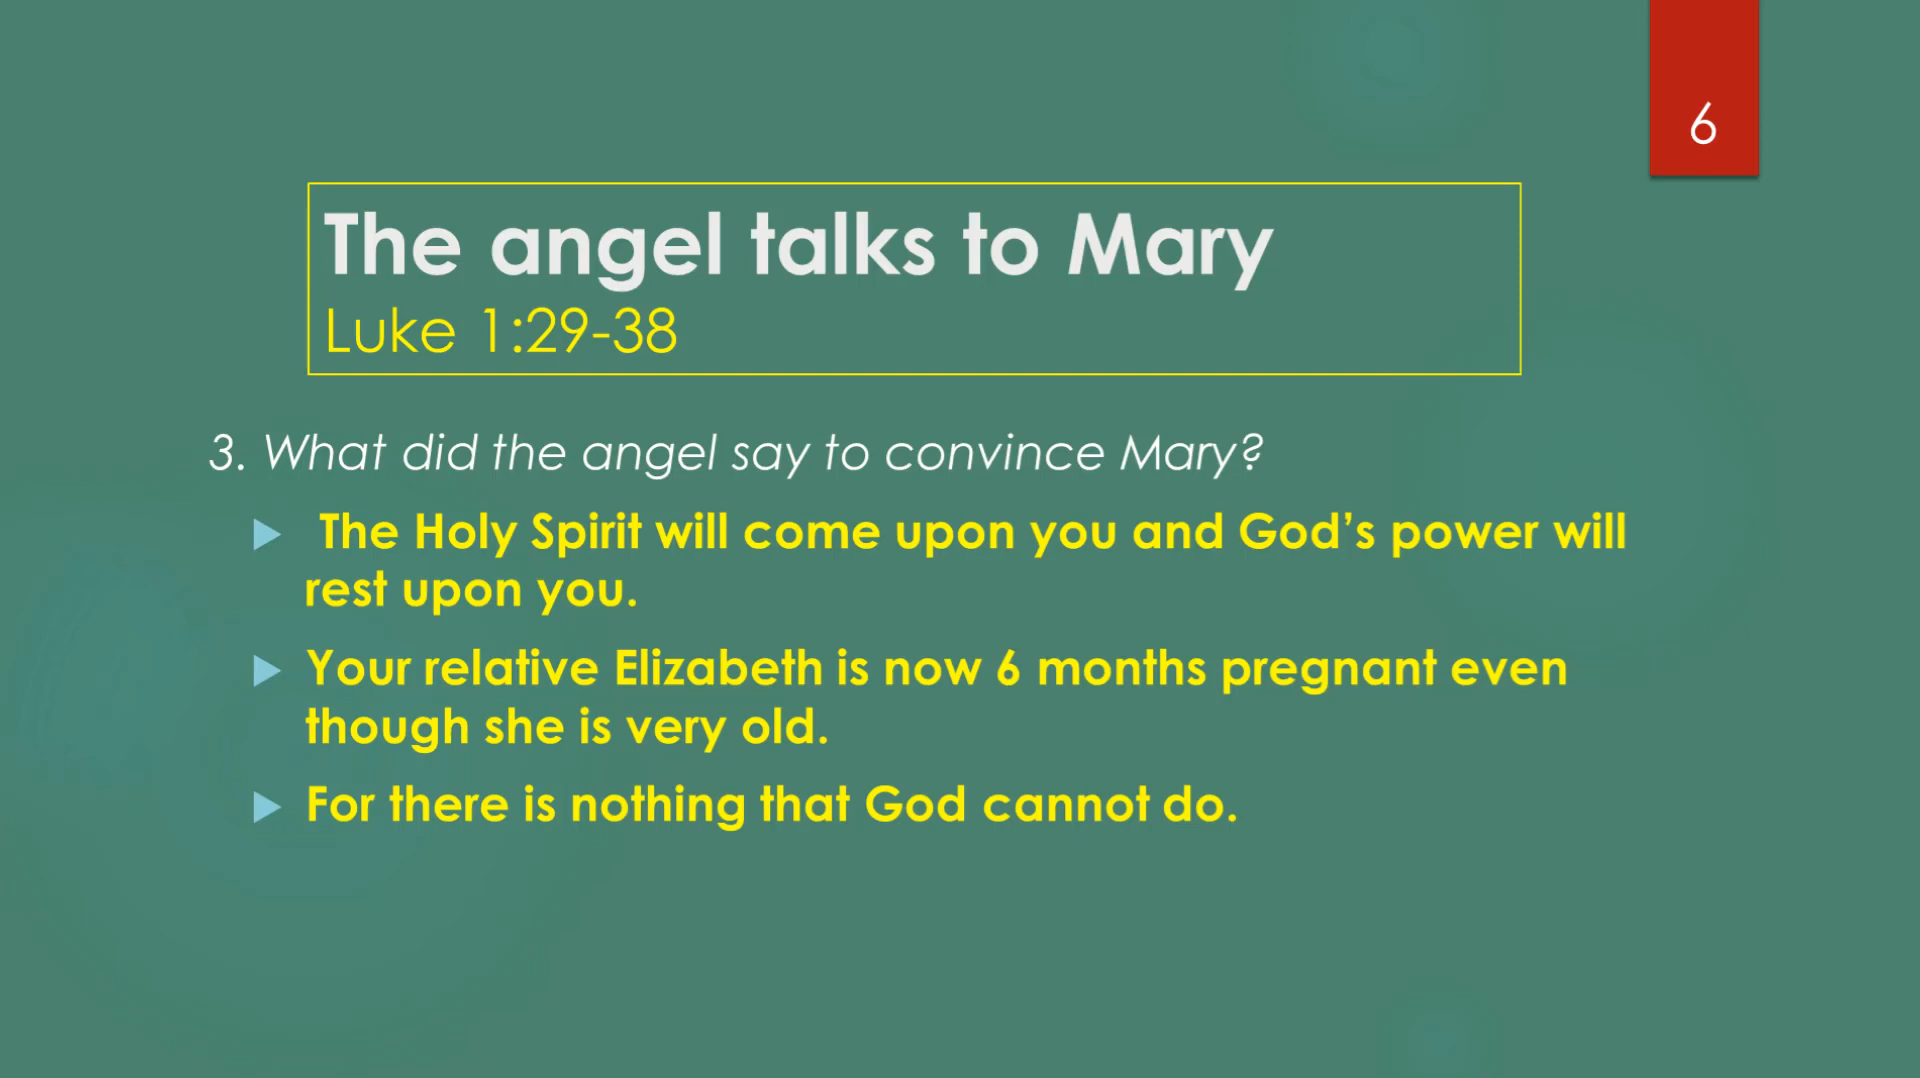 6
The angel talks to Mary
Luke 1:29-38
3. What did the angel say to convince Mary?
The Holy Spirit will come upon you and God’s power will
rest upon you.
Your relative Elizabeth is now 6 months pregnant even
though she is very old.
For there is nothing that God cannot do.